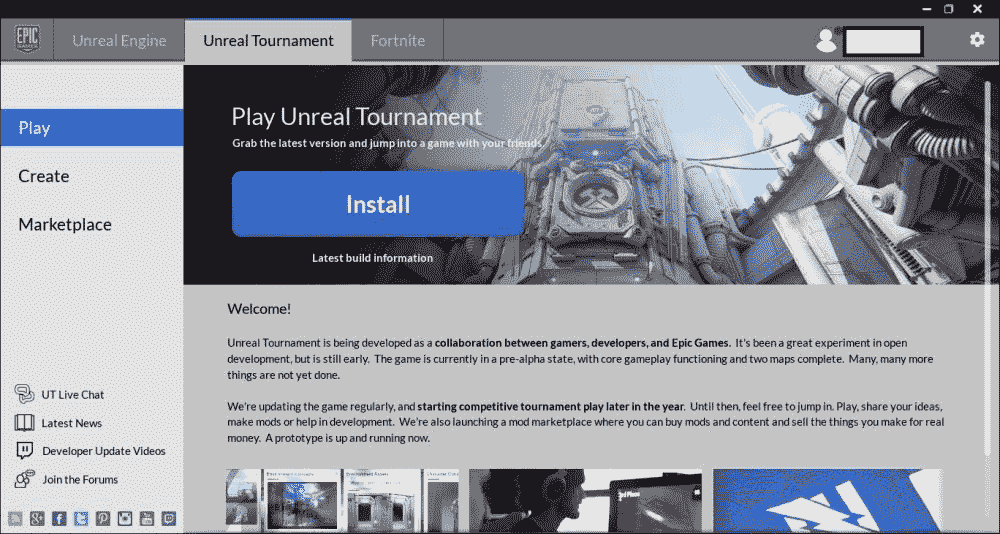 EPIC GAMES
Unreal Engine
Unreal Tournament
Fortnite
Play
Create
Marketplace
UT Live Chat
Latest News
Developer Update Videos
Join the Forums
Play Unreal Tournament
Grab the latest version and jump into a game with your friends.
Install
Latest build information
Welcome!
Unreal Tournament is being developed as a collaboration between gamers, developers, and Epic Games. It's been a great experiment in open
development, but is still early. The game is currently in a pre-alpha state, with core gameplay functioning and two maps complete. Many, many more
things are not yet done.
We're updating the game regularly, and starting competitive tournament play later in the year. Until then, feel free to jump in. Play, share your ideas,
make mods or help in development. We're also launching a mod marketplace where you can buy mods and content and sell the things you make for real
money. A prototype is up and running now.